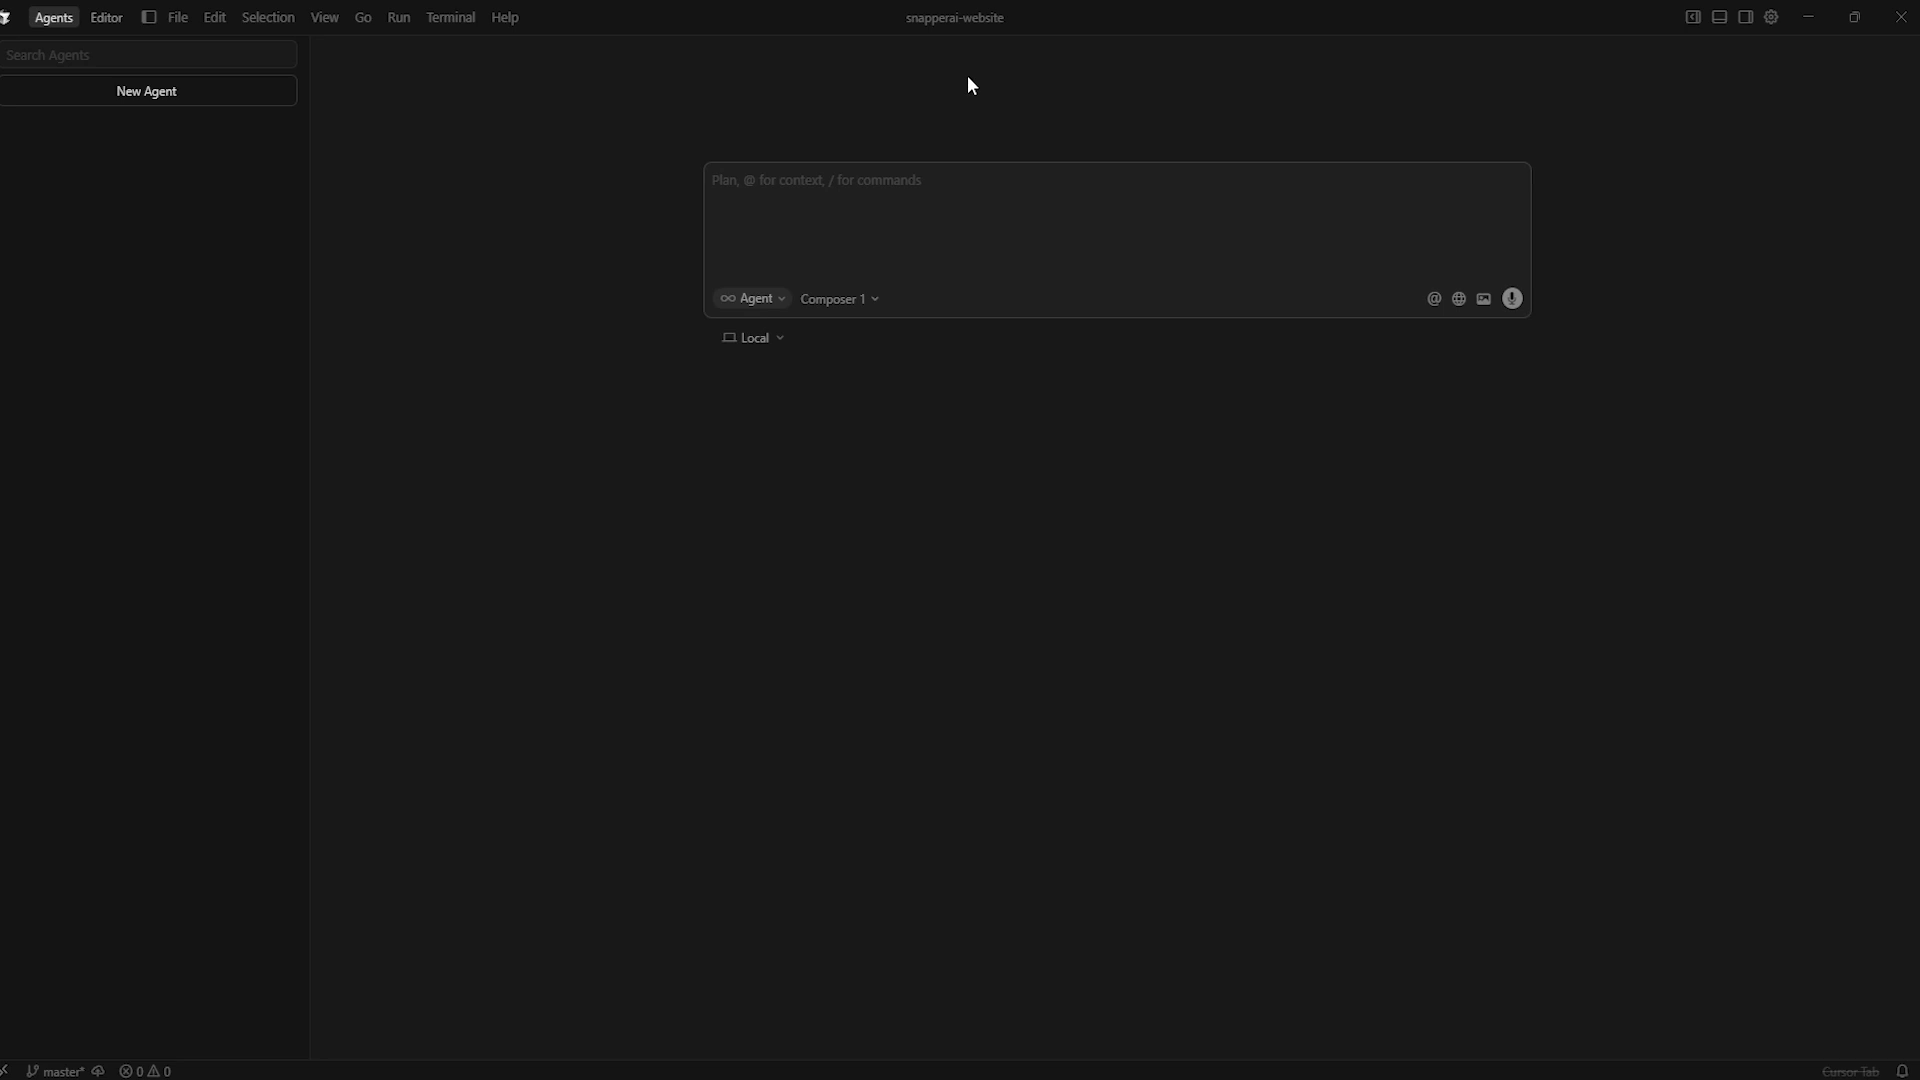 Agents Editor File Edit Selection View Go Run Terminal Help snapperai-website
Search Agents
New Agent
Plan, @ for context, / for commands
Agent Composer 1 @
Local
master* 0 0 Cursor Tab